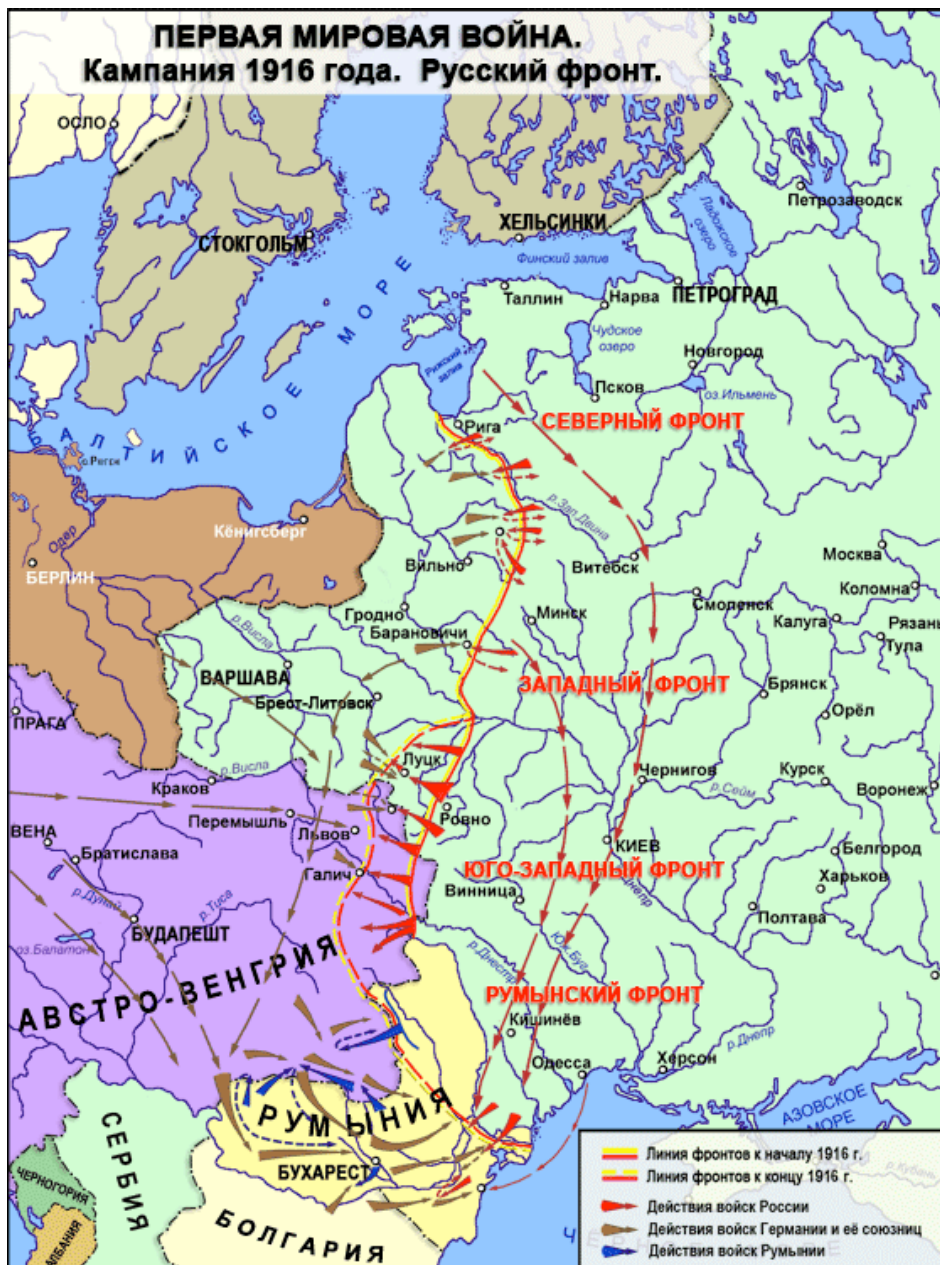 ПЕРВАЯ МИРОВАЯ ВОЙНА.
Кампания 1916 года. Русский фронт.
ОСЛО
Петрозаводск
Ладожское
озеро
ХЕЛЬСИНКИ
СТОКГОЛЬМ
Финский залив
Таллин
Нарва
ПЕТРОГРАД
Чудское
озеро
Новгород
Рижский
залив
Псков
оз.Ильмень
БАЛТИЙСКОЕ МОРЕ
Рига
СЕВЕРНЫЙ ФРОНТ
о.Рюген
р.Зап.Двина
Кёнигсберг
Одер
Москва
БЕРЛИН
Вильно
Витебск
Коломна
Гродно
Минск
Смоленск
Калуга
Рязань
р.Висла
Барановичи
Тула
ВАРШАВА
ЗАПАДНЫЙ ФРОНТ
Брянск
Брест-Литовск
Орёл
ПРАГА
Луцк
р.Висла
Чернигов
Курск
Краков
р.Сейм
Воронеж
Перемышль
Ровно
ВЕНА
Львов
КИЕВ
Белгород
Братислава
Галич
ЮГО-ЗАПАДНЫЙ ФРОНТ
Харьков
р.Дунай
р.Тиса
Винница
р.Днепр
Полтава
БУДАПЕШТ
оз.Балатон
р.Днестр
Юж.Буг
АВСТРО-ВЕНГРИЯ
РУМЫНСКИЙ ФРОНТ
Кишинёв
р.Днепр
Одесса
Херсон
СЕРБИЯ
РУМЫНИЯ
АЗОВСКОЕ
МОРЕ
БУХАРЕСТ
ЧЕРНОГОРИЯ
р.Кубань
БОЛГАРИЯ
АЛБАНИЯ
ЧЕРНОЕ МОРЕ
Линия фронтов к началу 1916 г.
Линия фронтов к концу 1916 г.
Действия войск России
Действия войск Германии и её союзниц
Действия войск Румынии